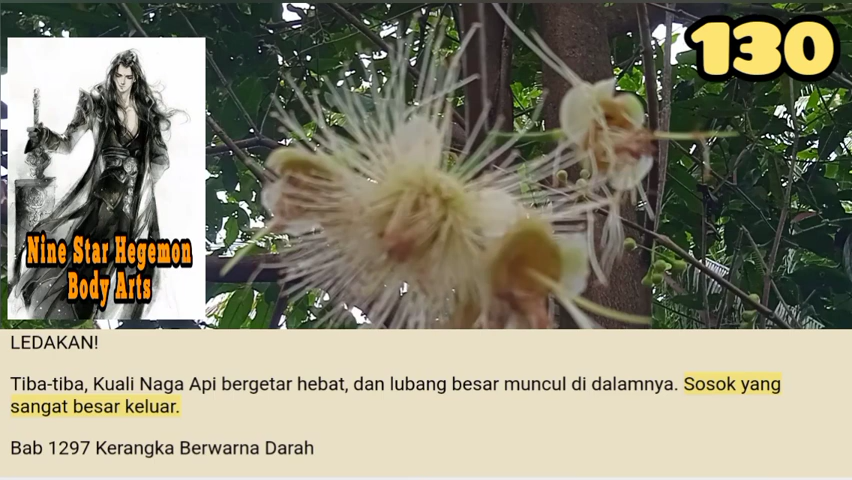 130
Nine Star Hegemon
Body Arts
LEDAKAN!
Tiba-tiba, Kuali Naga Api bergetar hebat, dan lubang besar muncul di dalamnya. Sosok yang
sangat besar keluar.
Bab 1297 Kerangka Berwarna Darah